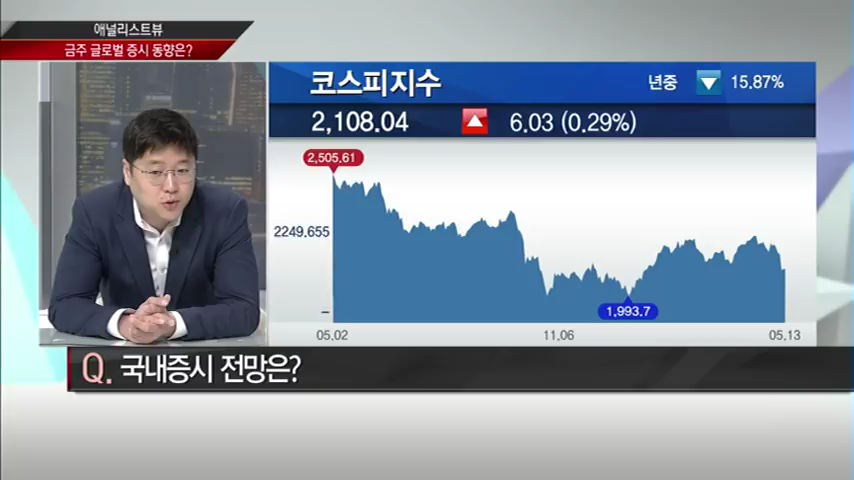 애널리스트뷰
금주 글로벌 증시 동향은?
코스피지수
년중 ▼ 15.87%
2,108.04 ▲ 6.03 (0.29%)
2,505.61
2249.655
1,993.7
05.02 11.06 05.13
Q. 국내증시 전망은?